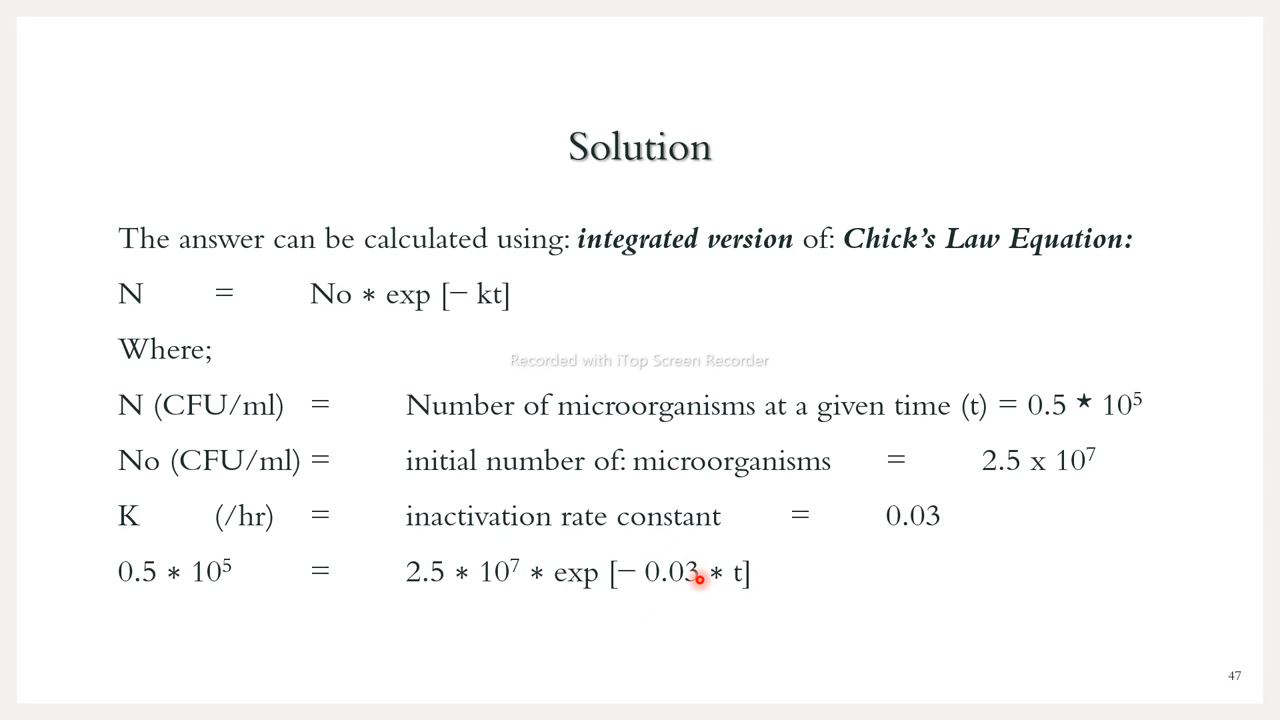 Solution
The answer can be calculated using: integrated version of: Chick’s Law Equation:
N = No * exp [– kt]
Where;
Recorded with iTop Screen Recorder
N (CFU/ml) = Number of microorganisms at a given time (t) = 0.5 ★ 10⁵
No (CFU/ml) = initial number of: microorganisms = 2.5 x 10⁷
K (/hr) = inactivation rate constant = 0.03
0.5 * 10⁵ = 2.5 * 10⁷ * exp [– 0.03 * t]
47